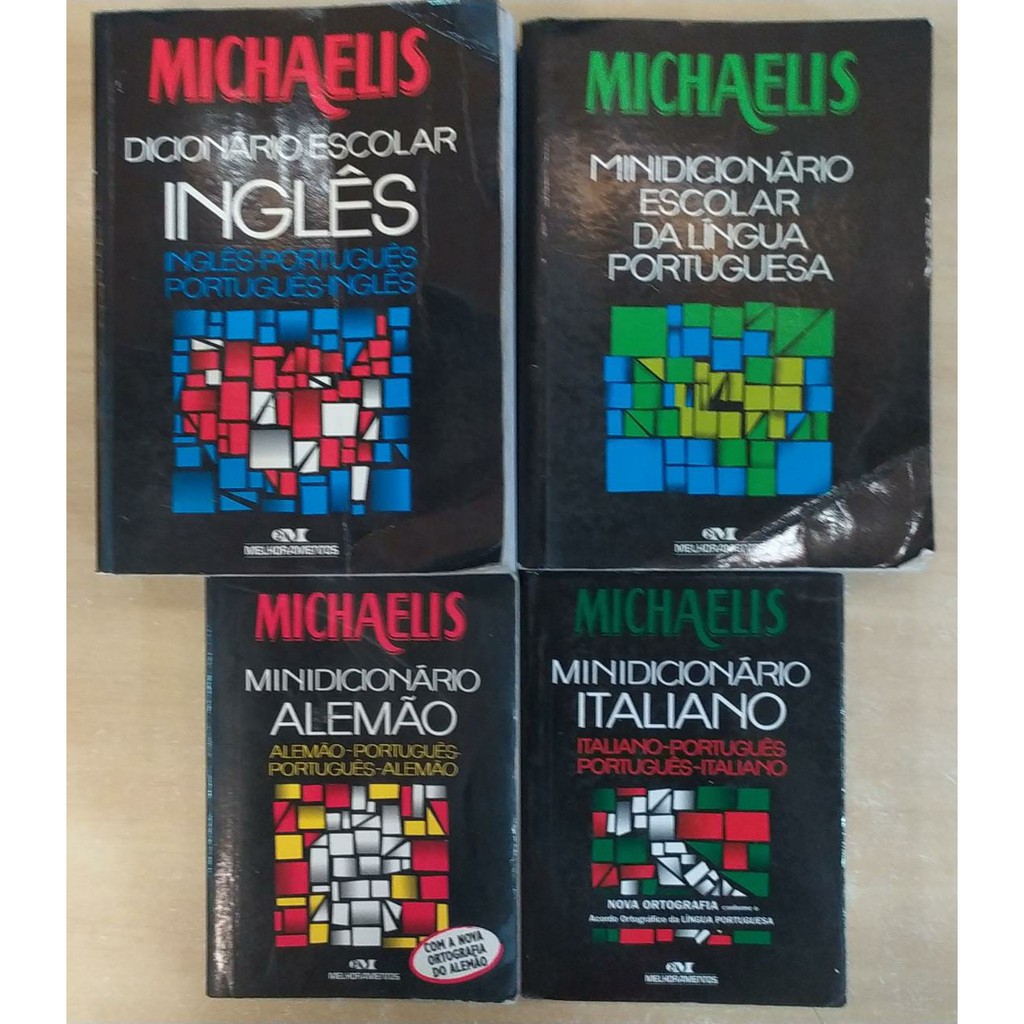 MICHAELIS
DICIONÁRIO ESCOLAR
INGLÊS
INGLÊS-PORTUGUÊS
PORTUGUÊS-INGLÊS
MELHORAMENTOS
MICHAELIS
MINIDICIONÁRIO
ESCOLAR
DA LÍNGUA
PORTUGUESA
MELHORAMENTOS
MICHAELIS
MINIDICIONÁRIO
ALEMÃO
ALEMÃO-PORTUGUÊS-
PORTUGUÊS-ALEMÃO
COM A NOVA
ORTOGRAFIA
DO ALEMÃO
MELHORAMENTOS
MICHAELIS
MINIDICIONÁRIO
ITALIANO
ITALIANO-PORTUGUÊS
PORTUGUÊS-ITALIANO
NOVA ORTOGRAFIA conforme o
Acordo Ortográfico da LÍNGUA PORTUGUESA
MELHORAMENTOS